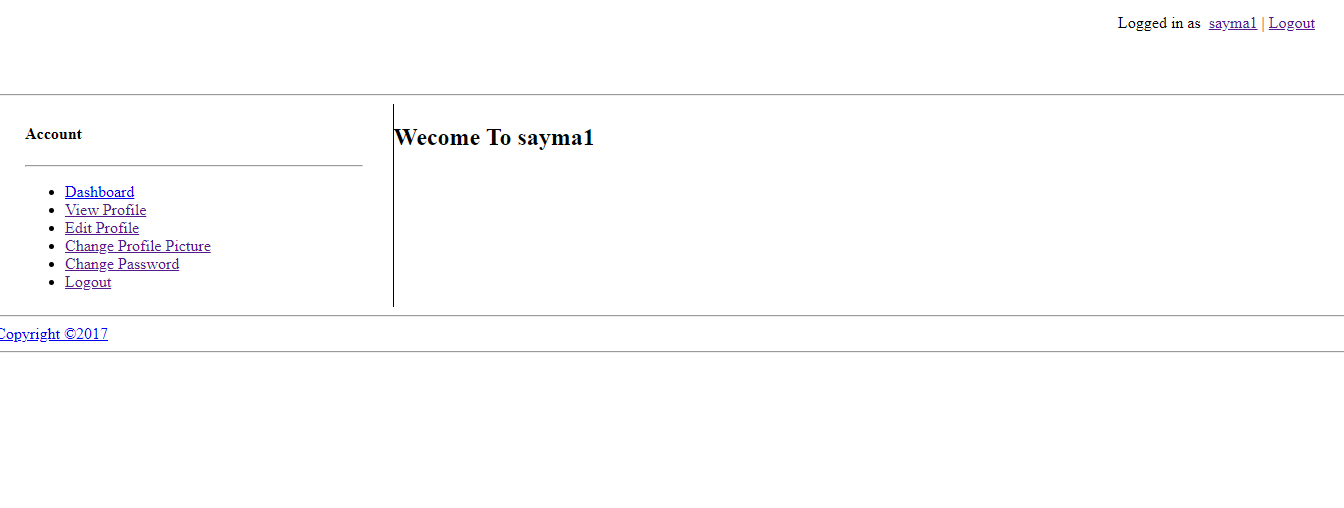 Logged in as sayma1 | Logout
Account
Wecome To sayma1
Dashboard
View Profile
Edit Profile
Change Profile Picture
Change Password
Logout
Copyright ©2017